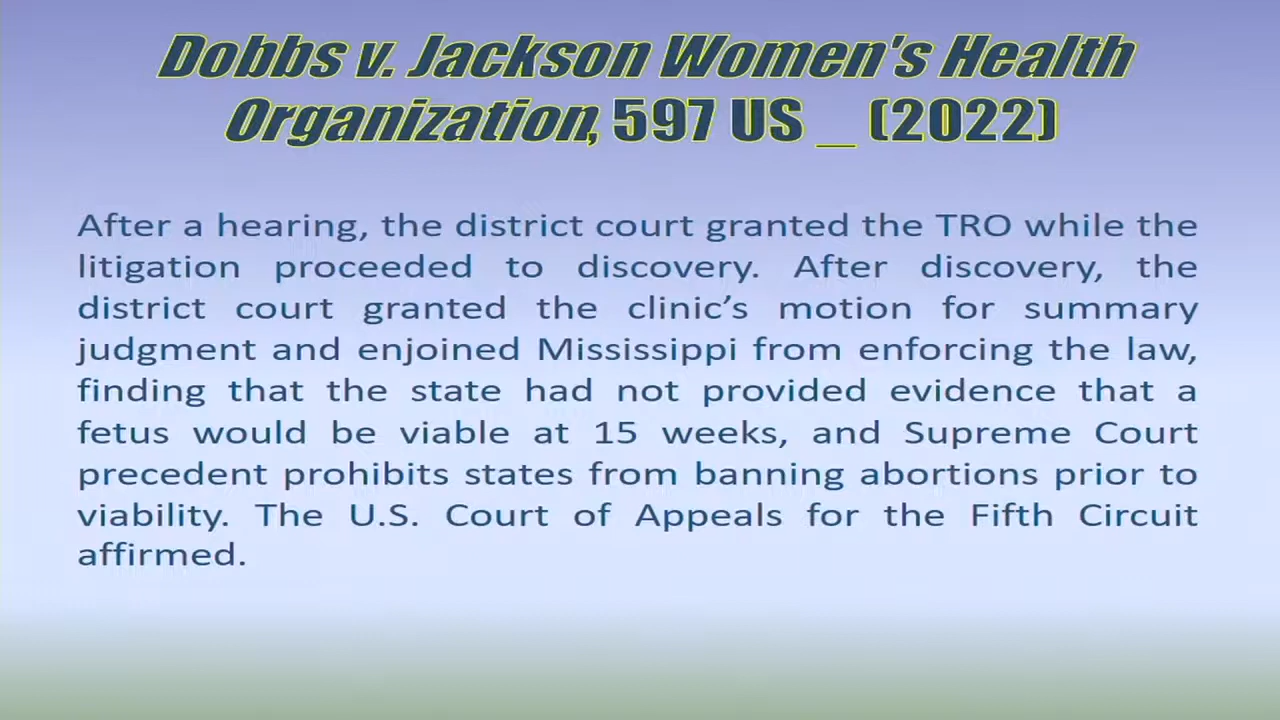 Dobbs v. Jackson Women's Health
Organization, 597 US _ (2022)
After a hearing, the district court granted the TRO while the
litigation proceeded to discovery. After discovery, the
district court granted the clinic’s motion for summary
judgment and enjoined Mississippi from enforcing the law,
finding that the state had not provided evidence that a
fetus would be viable at 15 weeks, and Supreme Court
precedent prohibits states from banning abortions prior to
viability. The U.S. Court of Appeals for the Fifth Circuit
affirmed.